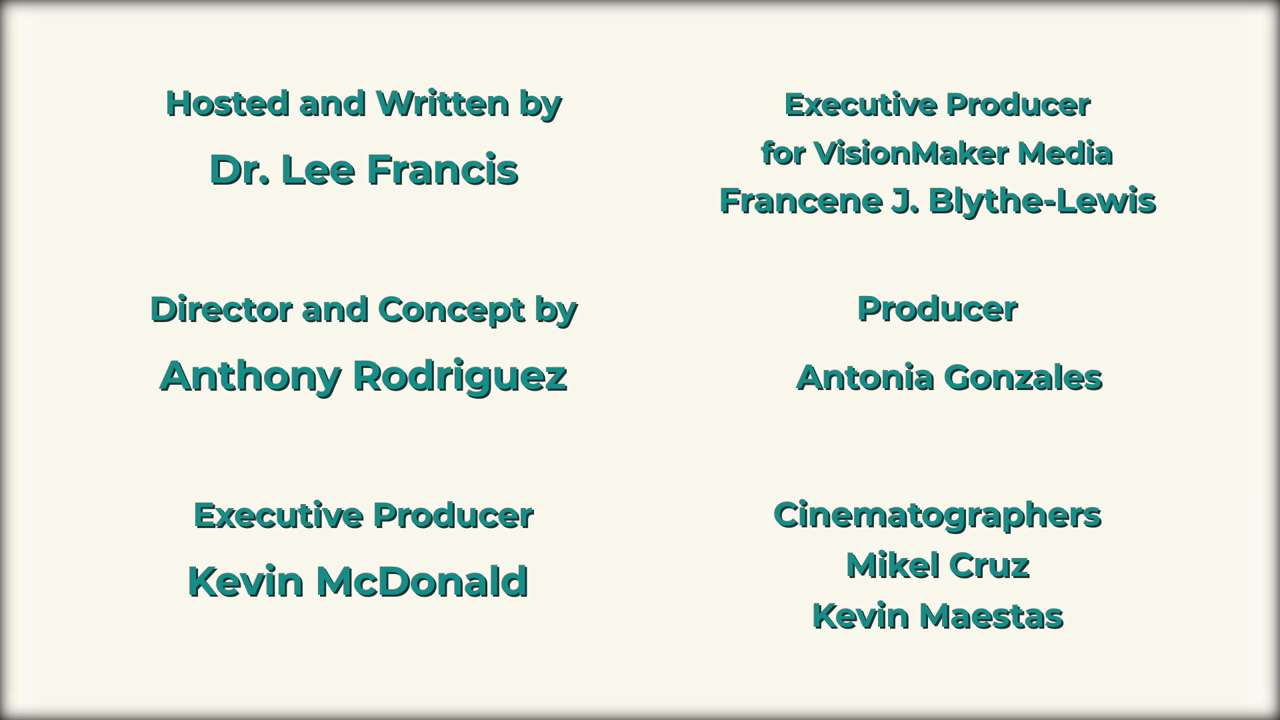 Hosted and Written by
Dr. Lee Francis
Director and Concept by
Anthony Rodriguez
Executive Producer
Kevin McDonald
Executive Producer
for VisionMaker Media
Francene J. Blythe-Lewis
Producer
Antonia Gonzales
Cinematographers
Mikel Cruz
Kevin Maestas